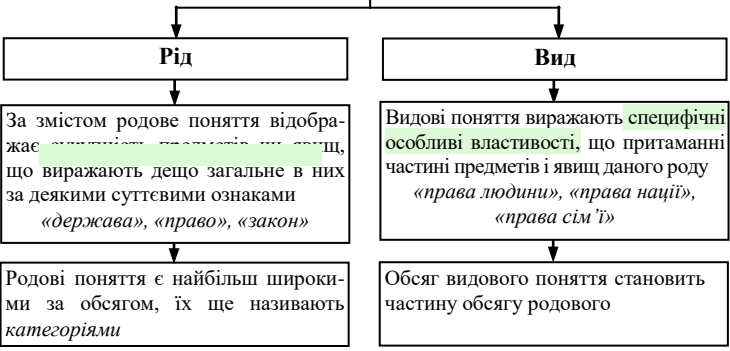 Рід
За змістом родове поняття відобра-
жає
що виражають дещо загальне в них
за деякими суттєвими ознаками
«держава», «право», «закон»
Родові поняття є найбільш широки-
ми за обсягом, їх ще називають
категоріями
Вид
Видові поняття виражають специфічні
особливі властивості, що притаманні
частині предметів і явищ даного роду
«права людини», «права нації»,
«права сім’ї»
Обсяг видового поняття становить
частину обсягу родового